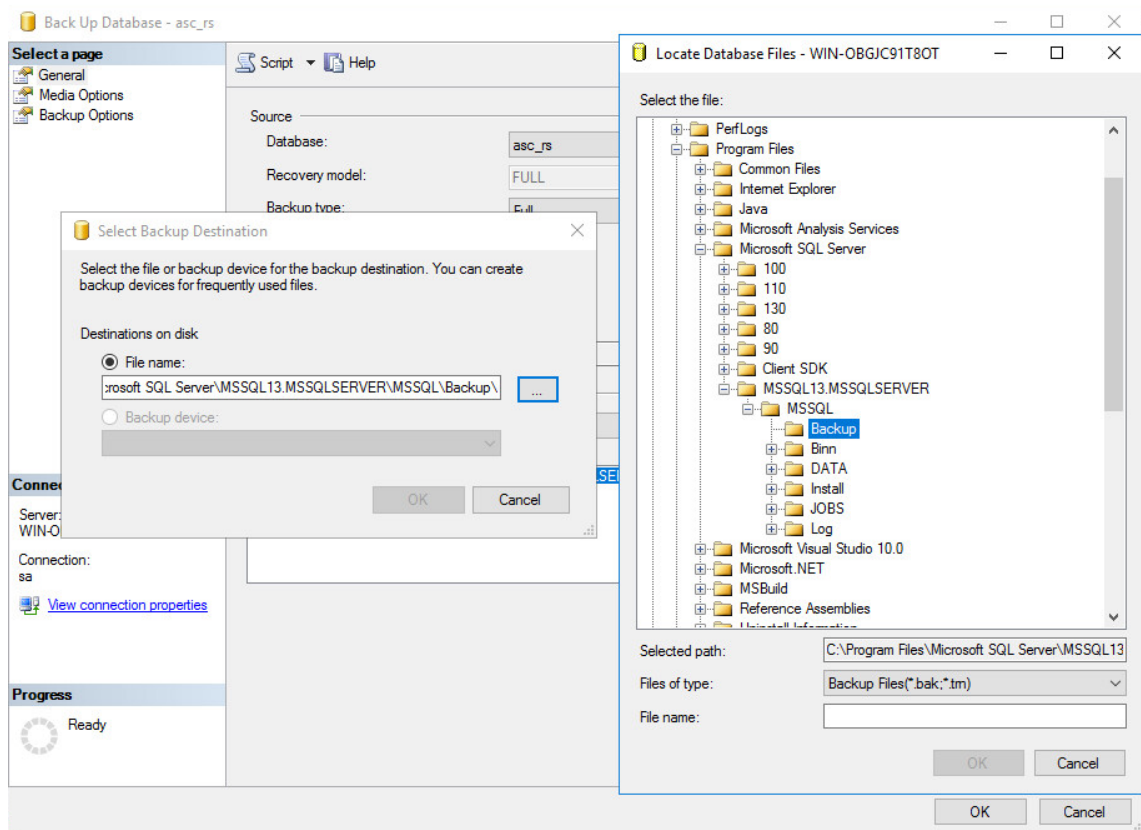 Back Up Database - asc_rs
Select a page
General
Media Options
Backup Options
Script
Help
Source
Database:
asc_rs
Recovery model:
FULL
Backup type:
Full
Select Backup Destination
Select the file or backup device for the backup destination. You can create
backup devices for frequently used files.
Destinations on disk
File name:
rosoft SQL Server\MSSQL13.MSSQLSERVER\MSSQL\Backup\
...
Backup device:
OK
Cancel
Server:
WIN-O
Connection:
sa
View connection properties
Progress
Ready
Locate Database Files - WIN-OBGJC91T8OT
Select the file:
PerfLogs
Program Files
Common Files
Internet Explorer
Java
Microsoft Analysis Services
Microsoft SQL Server
100
110
130
80
90
Client SDK
MSSQL13.MSSQLSERVER
MSSQL
Backup
Binn
DATA
Install
JOBS
Log
Microsoft Visual Studio 10.0
Microsoft.NET
MSBuild
Reference Assemblies
Selected path:
C:\Program Files\Microsoft SQL Server\MSSQL13
Files of type:
Backup Files(*.bak;*.trn)
File name:
OK
Cancel
OK
Cancel